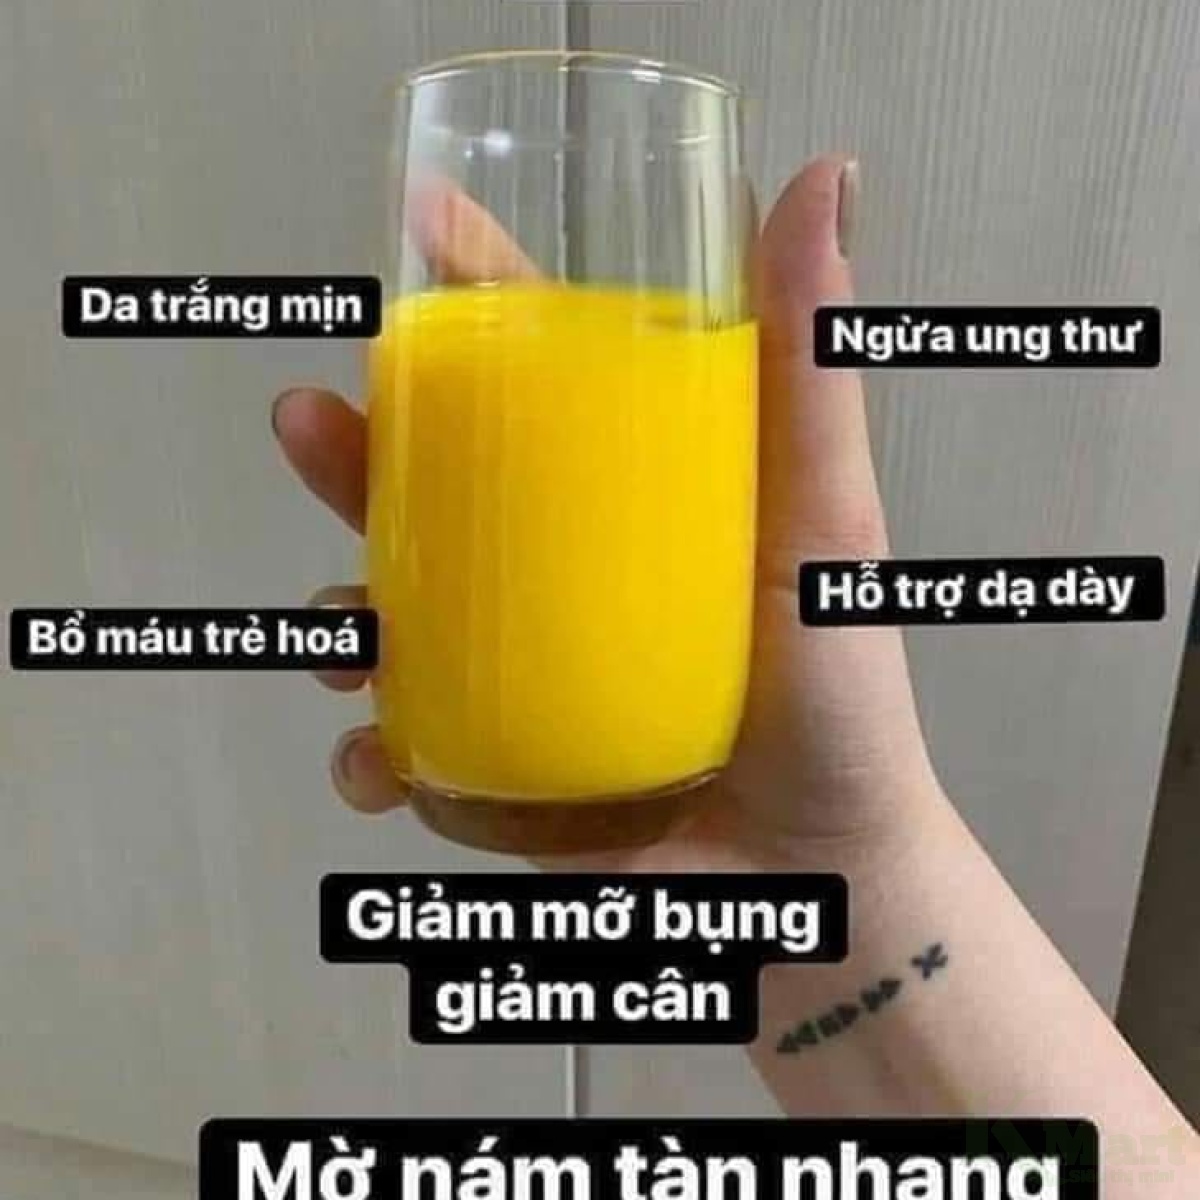 Da trắng mịn
Ngừa ung thư
Bổ máu trẻ hoá
Hỗ trợ dạ dày
Giảm mỡ bụng
giảm cân
Mờ nám tàn nhang